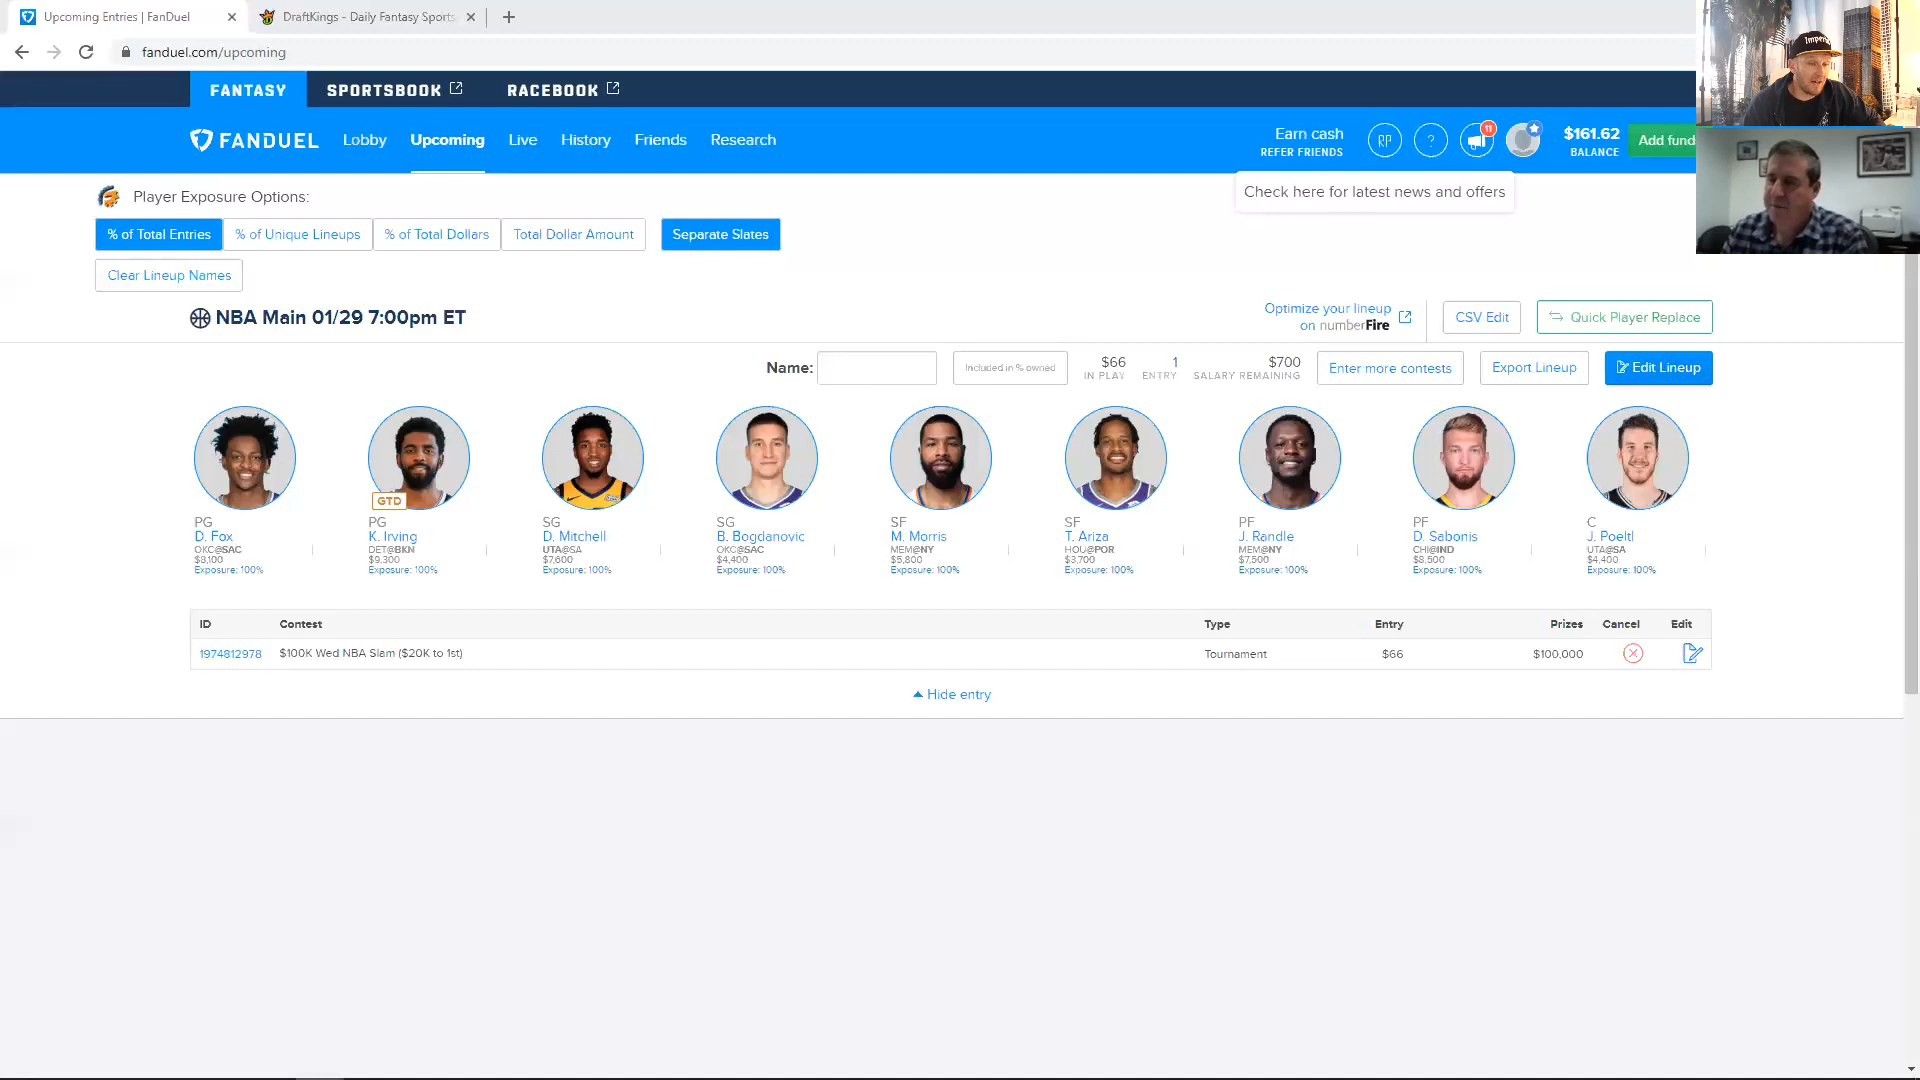 Upcoming Entries | FanDuel
DraftKings - Daily Fantasy Sports
fanduel.com/upcoming
FANTASY SPORTSBOOK RACEBOOK
FANDUEL Lobby Upcoming Live History Friends Research
Earn cash
REFER FRIENDS
RP ? 11
$161.62
BALANCE
Add fund
Check here for latest news and offers
Player Exposure Options:
% of Total Entries % of Unique Lineups % of Total Dollars Total Dollar Amount Separate Slates
Clear Lineup Names
NBA Main 01/29 7:00pm ET
Optimize your lineup
on numberFire
CSV Edit Quick Player Replace
Name: Included in % owned
$66
IN PLAY
1
ENTRY
$700
SALARY REMAINING
Enter more contests Export Lineup Edit Lineup
GTD
PG PG SG SG SF SF PF PF C
D. Fox K. Irving D. Mitchell B. Bogdanovic M. Morris T. Ariza J. Randle D. Sabonis J. Poeltl
OKC@SAC DET@BKN UTA@SA OKC@SAC MEM@NY HOU@POR MEM@NY CHI@IND UTA@SA
$8,100 $9,300 $7,600 $4,400 $5,800 $3,700 $7,500 $8,500 $4,400
Exposure: 100% Exposure: 100% Exposure: 100% Exposure: 100% Exposure: 100% Exposure: 100% Exposure: 100% Exposure: 100% Exposure: 100%
ID Contest Type Entry Prizes Cancel Edit
1974812978 $100K Wed NBA Slam ($20K to 1st) Tournament $66 $100,000
Hide entry